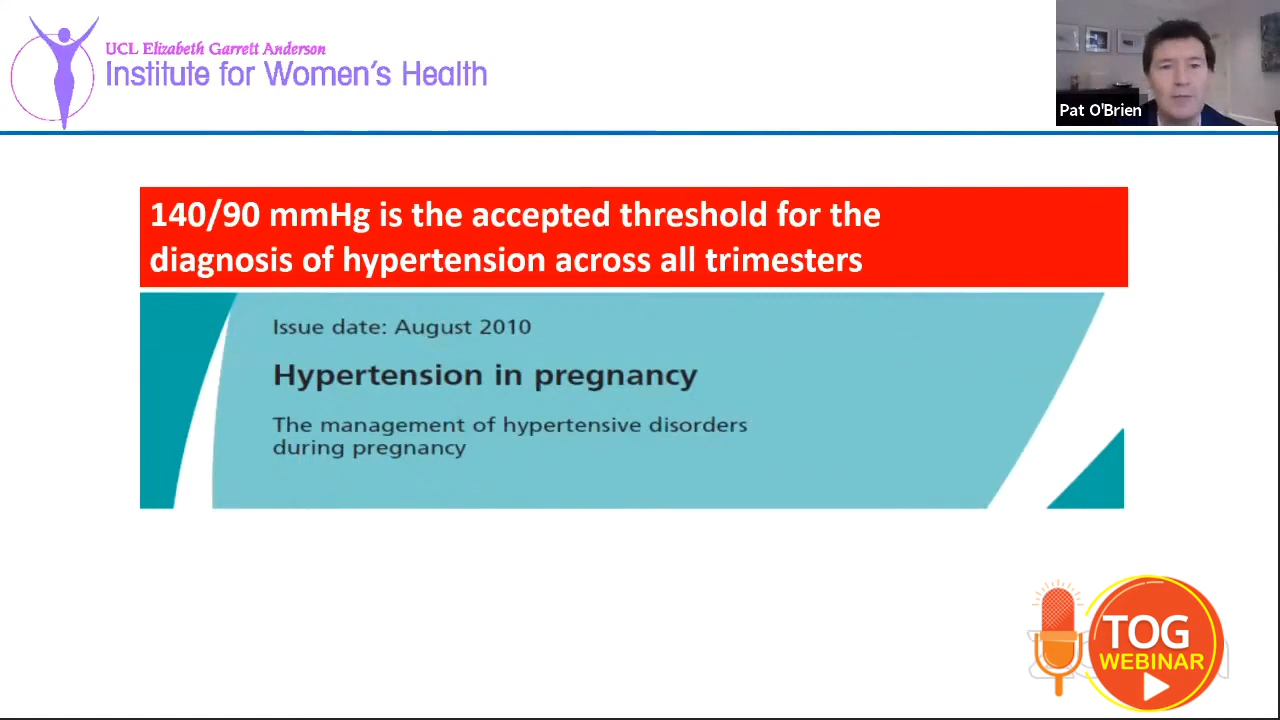 UCL Elizabeth Garrett Anderson
Institute for Women's Health
Pat O'Brien
140/90 mmHg is the accepted threshold for the
diagnosis of hypertension across all trimesters
Issue date: August 2010
Hypertension in pregnancy
The management of hypertensive disorders
during pregnancy
TOG
WEBINAR